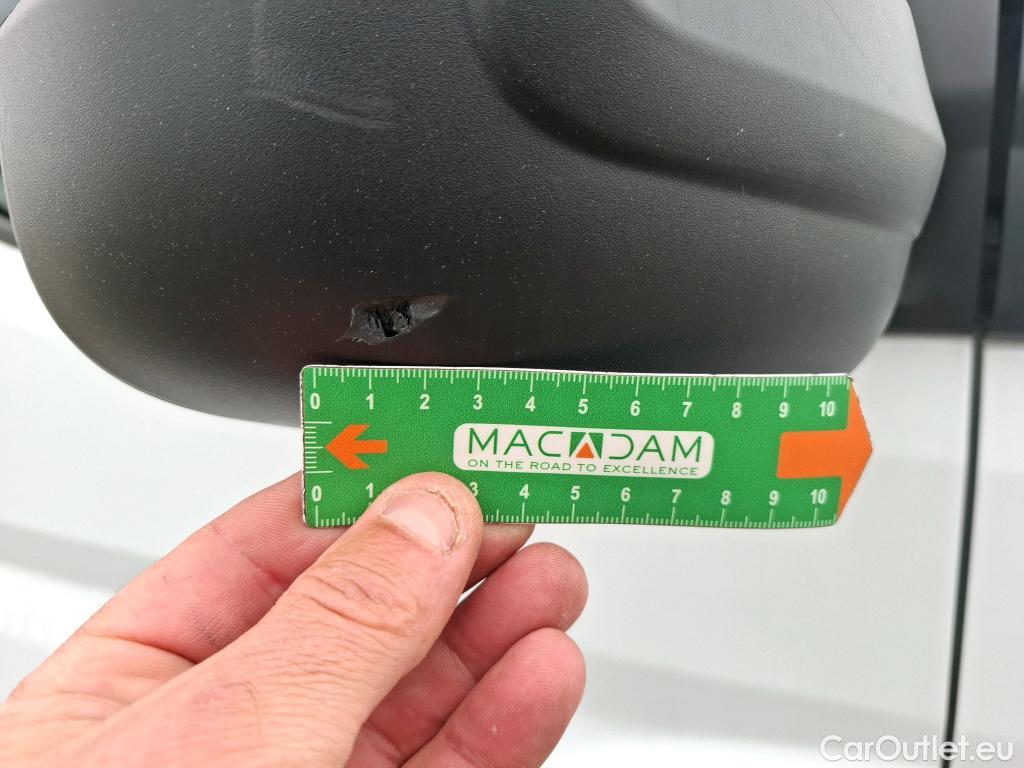 0 1 2 3 4 5 6 7 8 9 10
MACADAM
ON THE ROAD TO EXCELLENCE
0 1 3 4 5 6 7 8 9 10
CarOutlet.eu